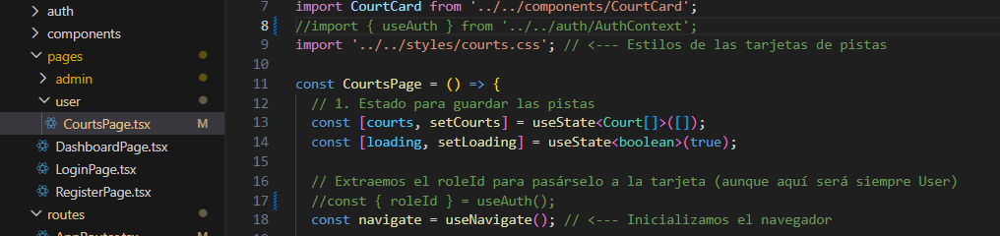 auth
components
pages
admin
user
CourtsPage.tsx M
DashboardPage.tsx
LoginPage.tsx
RegisterPage.tsx
routes
AppRouter.tsx
7 import CourtCard from '../../components/CourtCard';
8 //import { useAuth } from '../../auth/AuthContext';
9 import '../../styles/courts.css'; // <--- Estilos de las tarjetas de pistas
10
11 const CourtsPage = () => {
12 // 1. Estado para guardar las pistas
13 const [courts, setCourts] = useState<Court[]>([]);
14 const [loading, setLoading] = useState<boolean>(true);
15
16 // Extraemos el roleId para pasárselo a la tarjeta (aunque aquí será siempre User)
17 //const { roleId } = useAuth();
18 const navigate = useNavigate(); // <--- Inicializamos el navegador